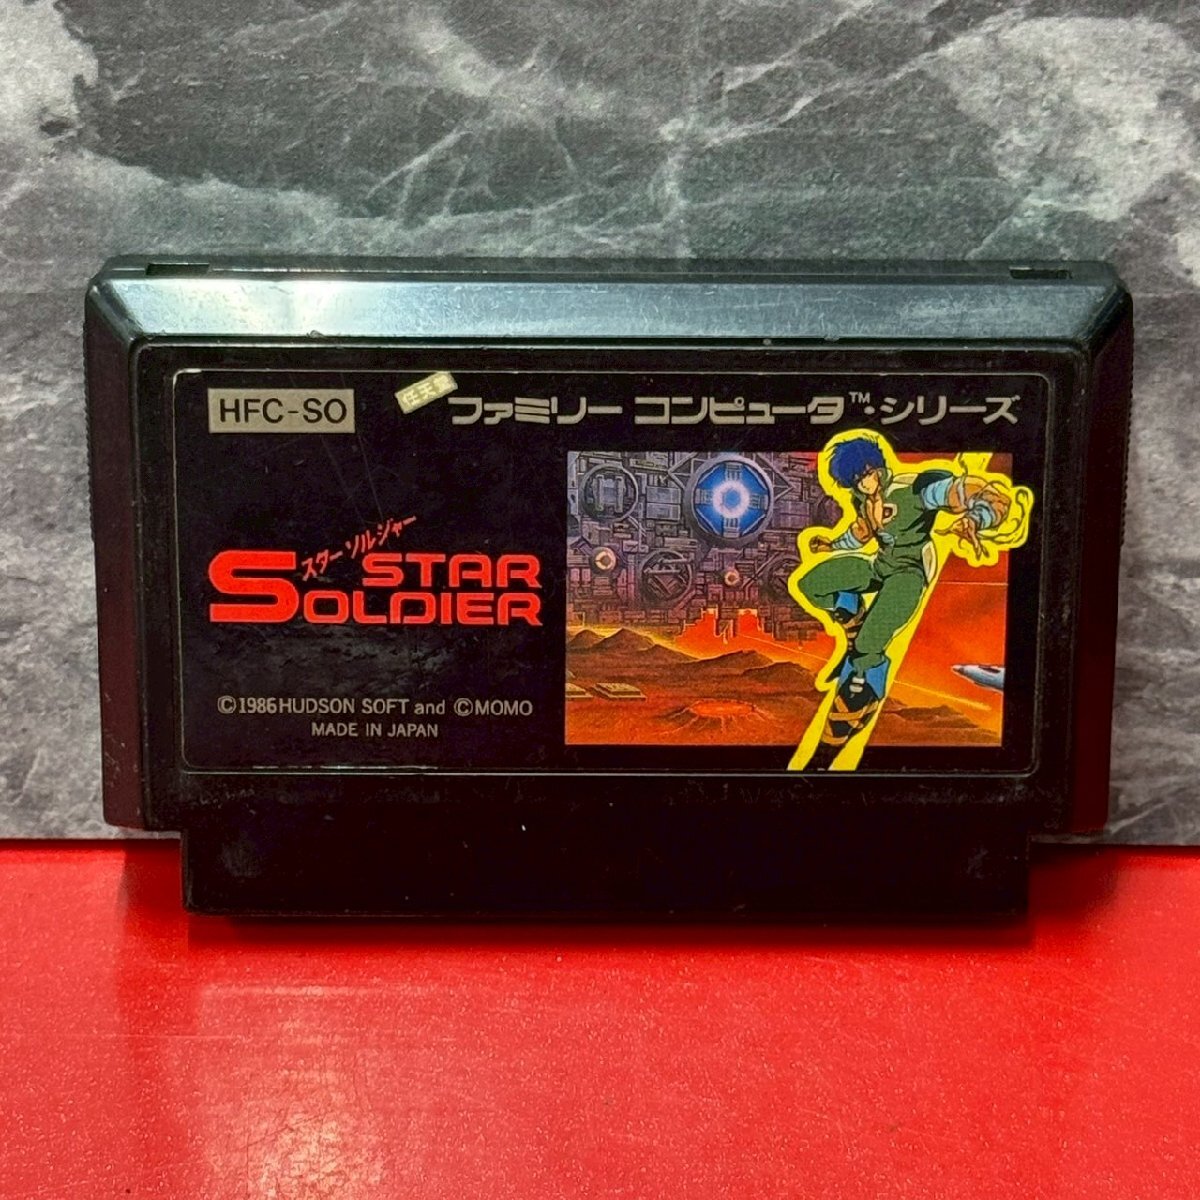 HFC-SO
任天堂 ファミリー コンピュータ™・シリーズ
スターソルジャー
STAR
SOLDIER
©1986 HUDSON SOFT and ©MOMO
MADE IN JAPAN